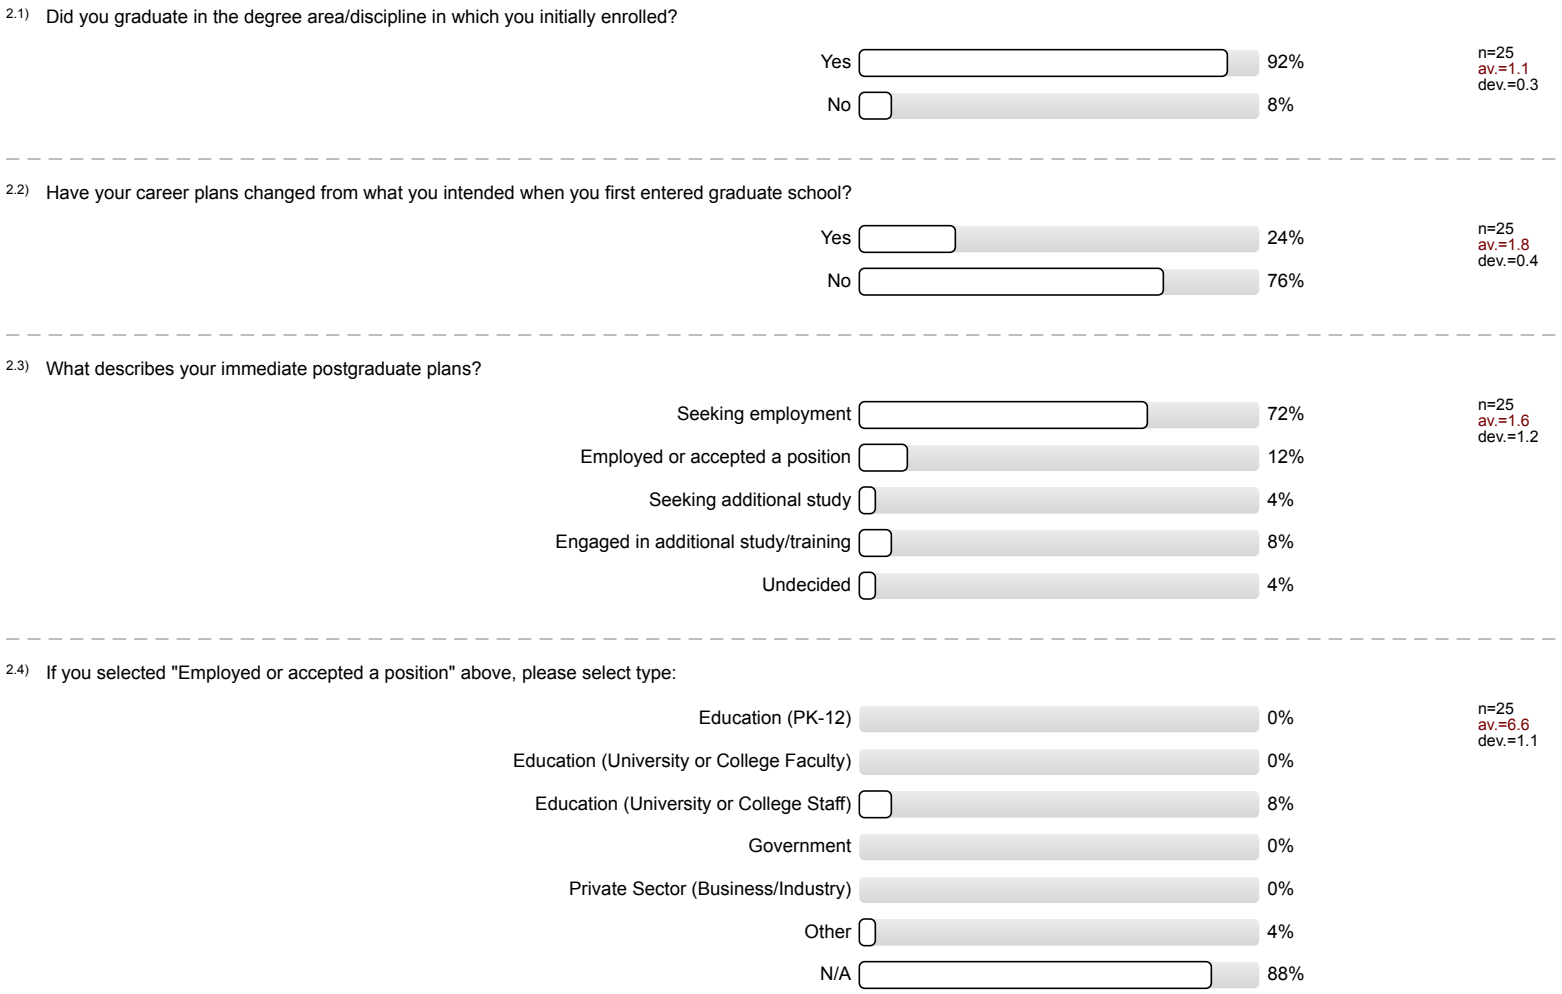 2.1) Did you graduate in the degree area/discipline in which you initially enrolled?
Yes 92%
No 8%
n=25
av.=1.1
dev.=0.3
2.2) Have your career plans changed from what you intended when you first entered graduate school?
Yes 24%
No 76%
n=25
av.=1.8
dev.=0.4
2.3) What describes your immediate postgraduate plans?
Seeking employment 72%
Employed or accepted a position 12%
Seeking additional study 4%
Engaged in additional study/training 8%
Undecided 4%
n=25
av.=1.6
dev.=1.2
2.4) If you selected "Employed or accepted a position" above, please select type:
Education (PK-12) 0%
Education (University or College Faculty) 0%
Education (University or College Staff) 8%
Government 0%
Private Sector (Business/Industry) 0%
Other 4%
N/A 88%
n=25
av.=6.6
dev.=1.1